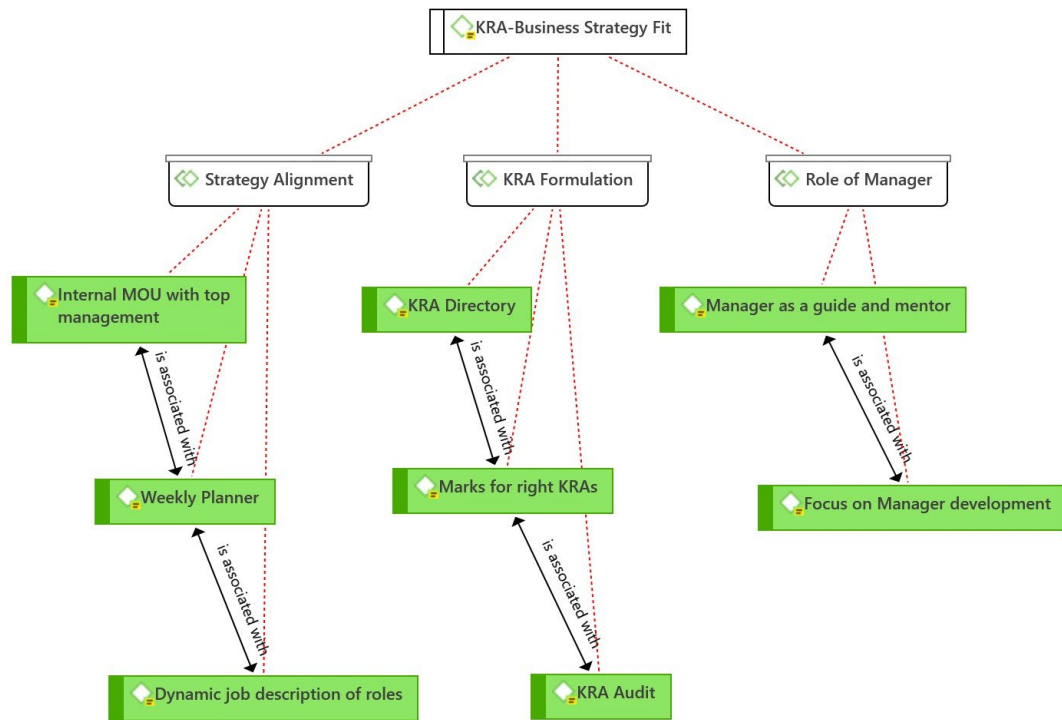 KRA-Business Strategy Fit
Strategy Alignment
KRA Formulation
Role of Manager
Internal MOU with top
management
KRA Directory
Manager as a guide and mentor
is associated with
is associated with
is associated with
Weekly Planner
Marks for right KRAs
Focus on Manager development
is associated with
is associated with
Dynamic job description of roles
KRA Audit